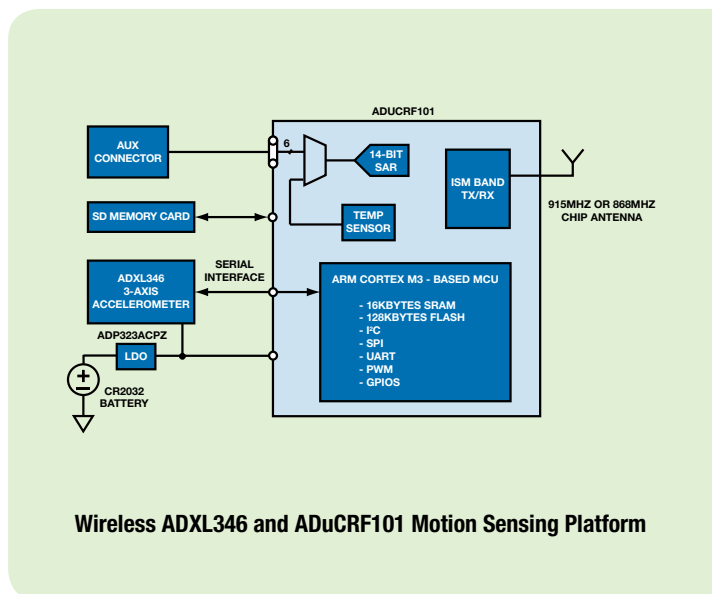 ADUCRF101
AUX
CONNECTOR
6
14-BIT
SAR
ISM BAND
TX/RX
915MHZ OR 868MHZ
CHIP ANTENNA
SD MEMORY CARD
TEMP
SENSOR
SERIAL
INTERFACE
ADXL346
3-AXIS
ACCELEROMETER
ARM CORTEX M3 - BASED MCU
- 16KBYTES SRAM
- 128KBYTES FLASH
- I²C
- SPI
- UART
- PWM
- GPIOS
ADP323ACPZ
LDO
CR2032
BATTERY
Wireless ADXL346 and ADuCRF101 Motion Sensing Platform